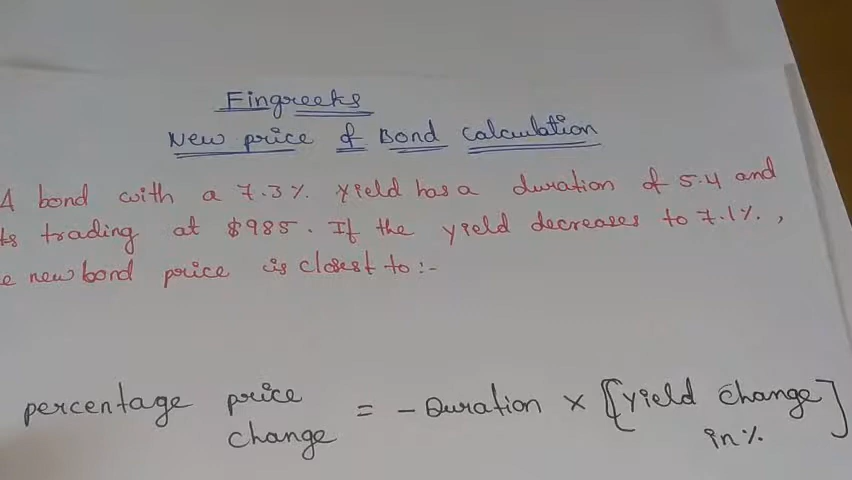 Fingreeks
New price of Bond calculation
A bond with a 7.3% yield has a duration of 5.4 and
trading at $985. If the yield decreases to 7.1%,
new bond price is closest to :-
percentage price change = - Duration × [yield change in %]